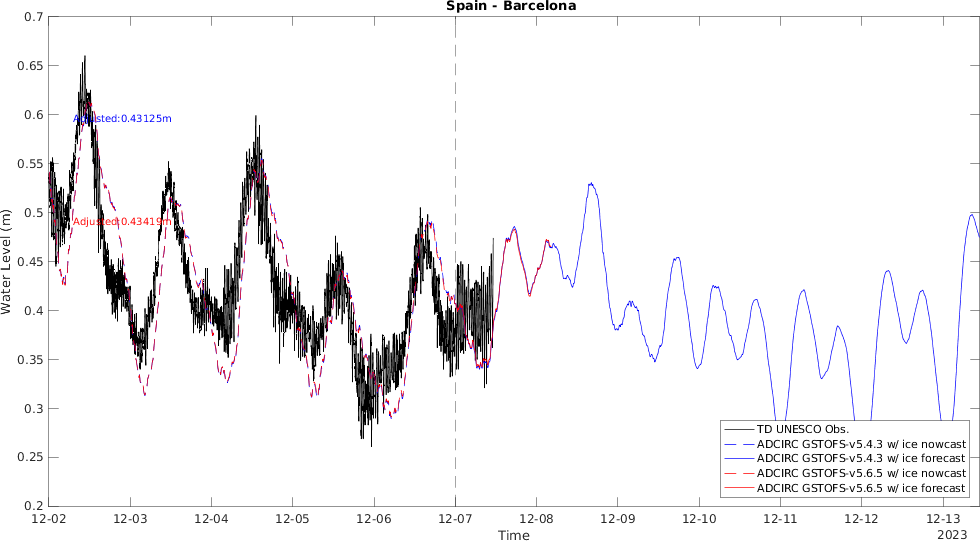 Spain - Barcelona
0.7
0.65
0.6
0.55
0.5
0.45
0.4
0.35
0.3
0.25
0.2
Water Level (m)
Adjusted:0.43125m
Adjusted:0.43419m
TD UNESCO Obs.
ADCIRC GSTOFS-v5.4.3 w/ ice nowcast
ADCIRC GSTOFS-v5.4.3 w/ ice forecast
ADCIRC GSTOFS-v5.6.5 w/ ice nowcast
ADCIRC GSTOFS-v5.6.5 w/ ice forecast
12-02 12-03 12-04 12-05 12-06 12-07 12-08 12-09 12-10 12-11 12-12 12-13
Time
2023